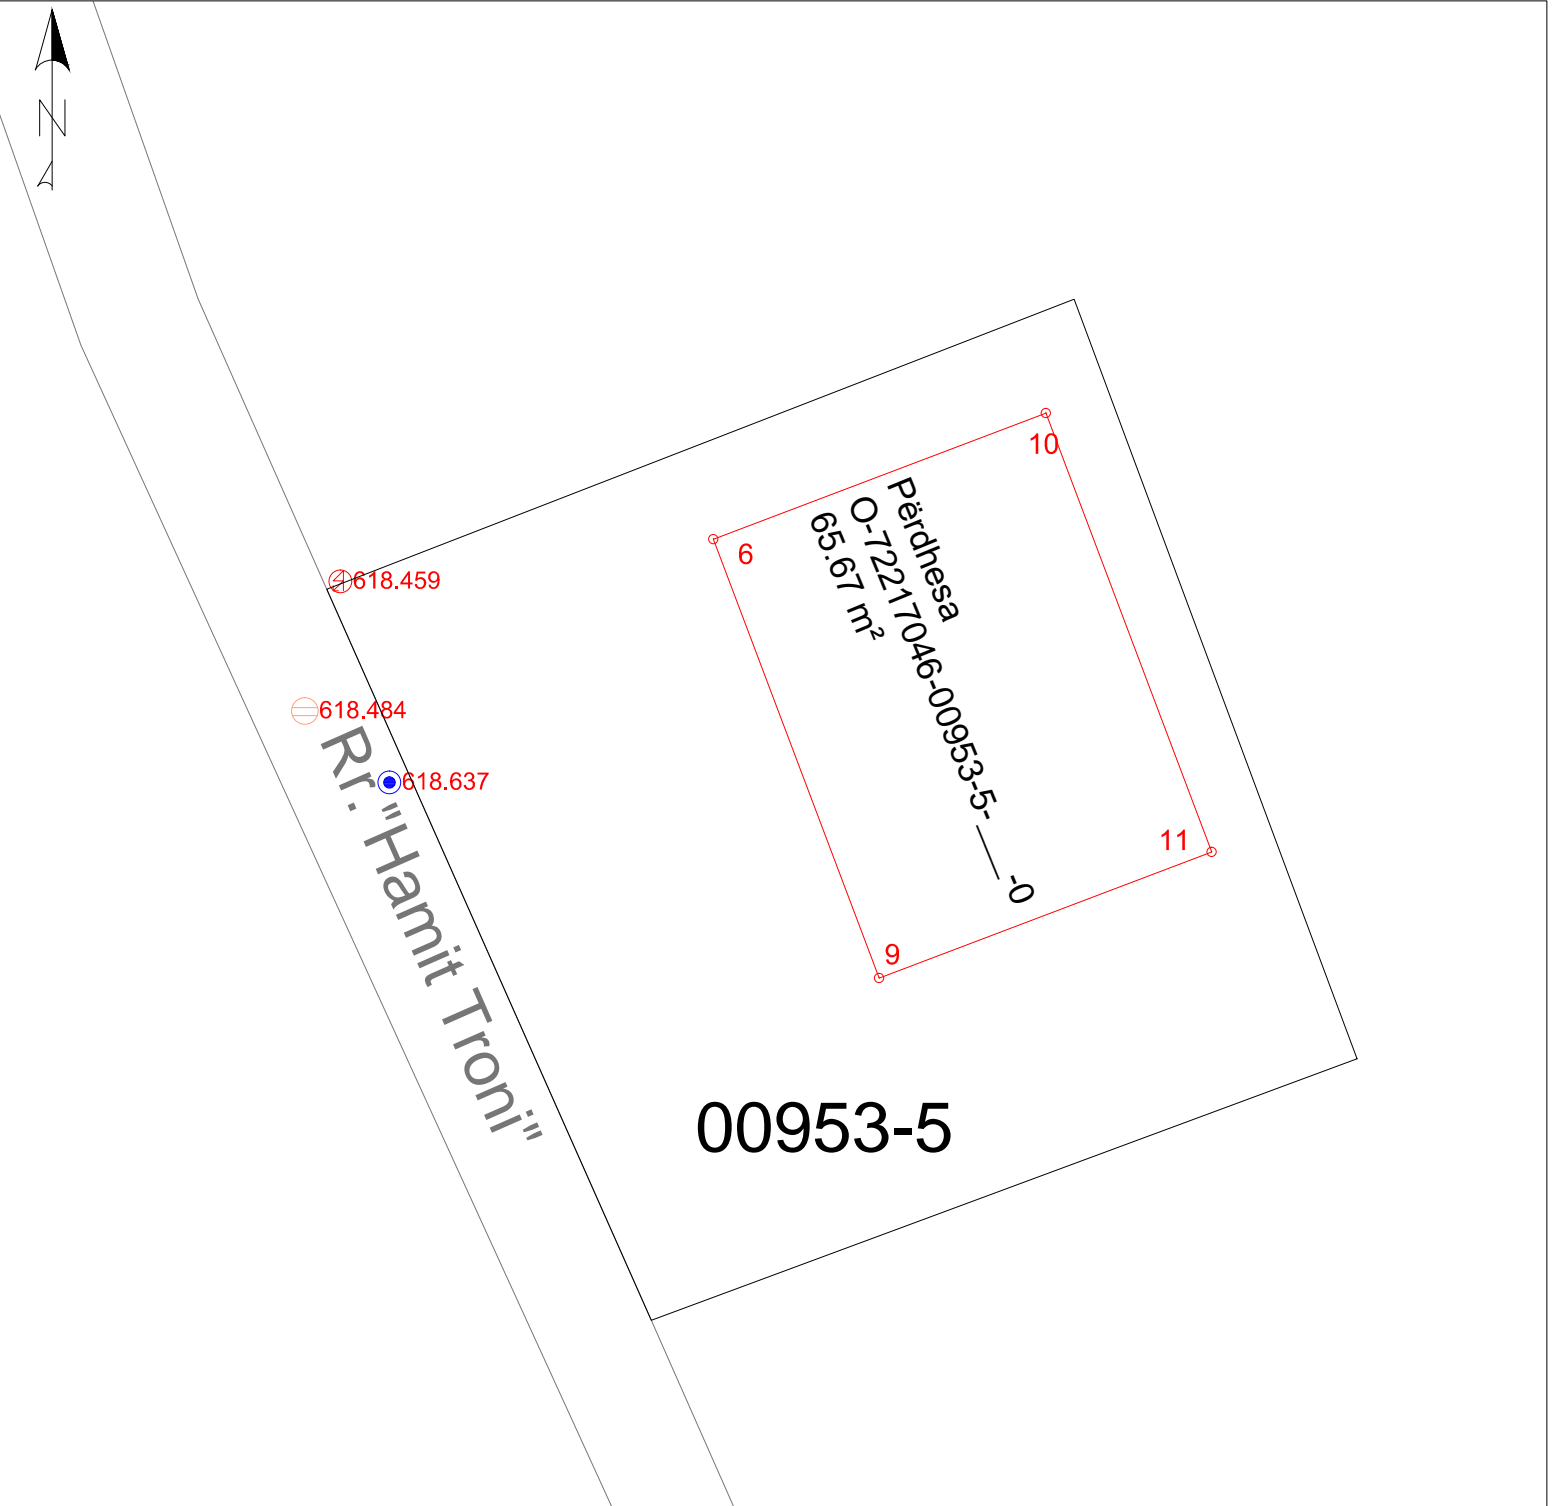 N
10
6
Përdhesa
O-72217046-00953-5-____-0
65.67 m²
618.459
618.484
618.637
Rr."Hamit Troni"
11
9
00953-5